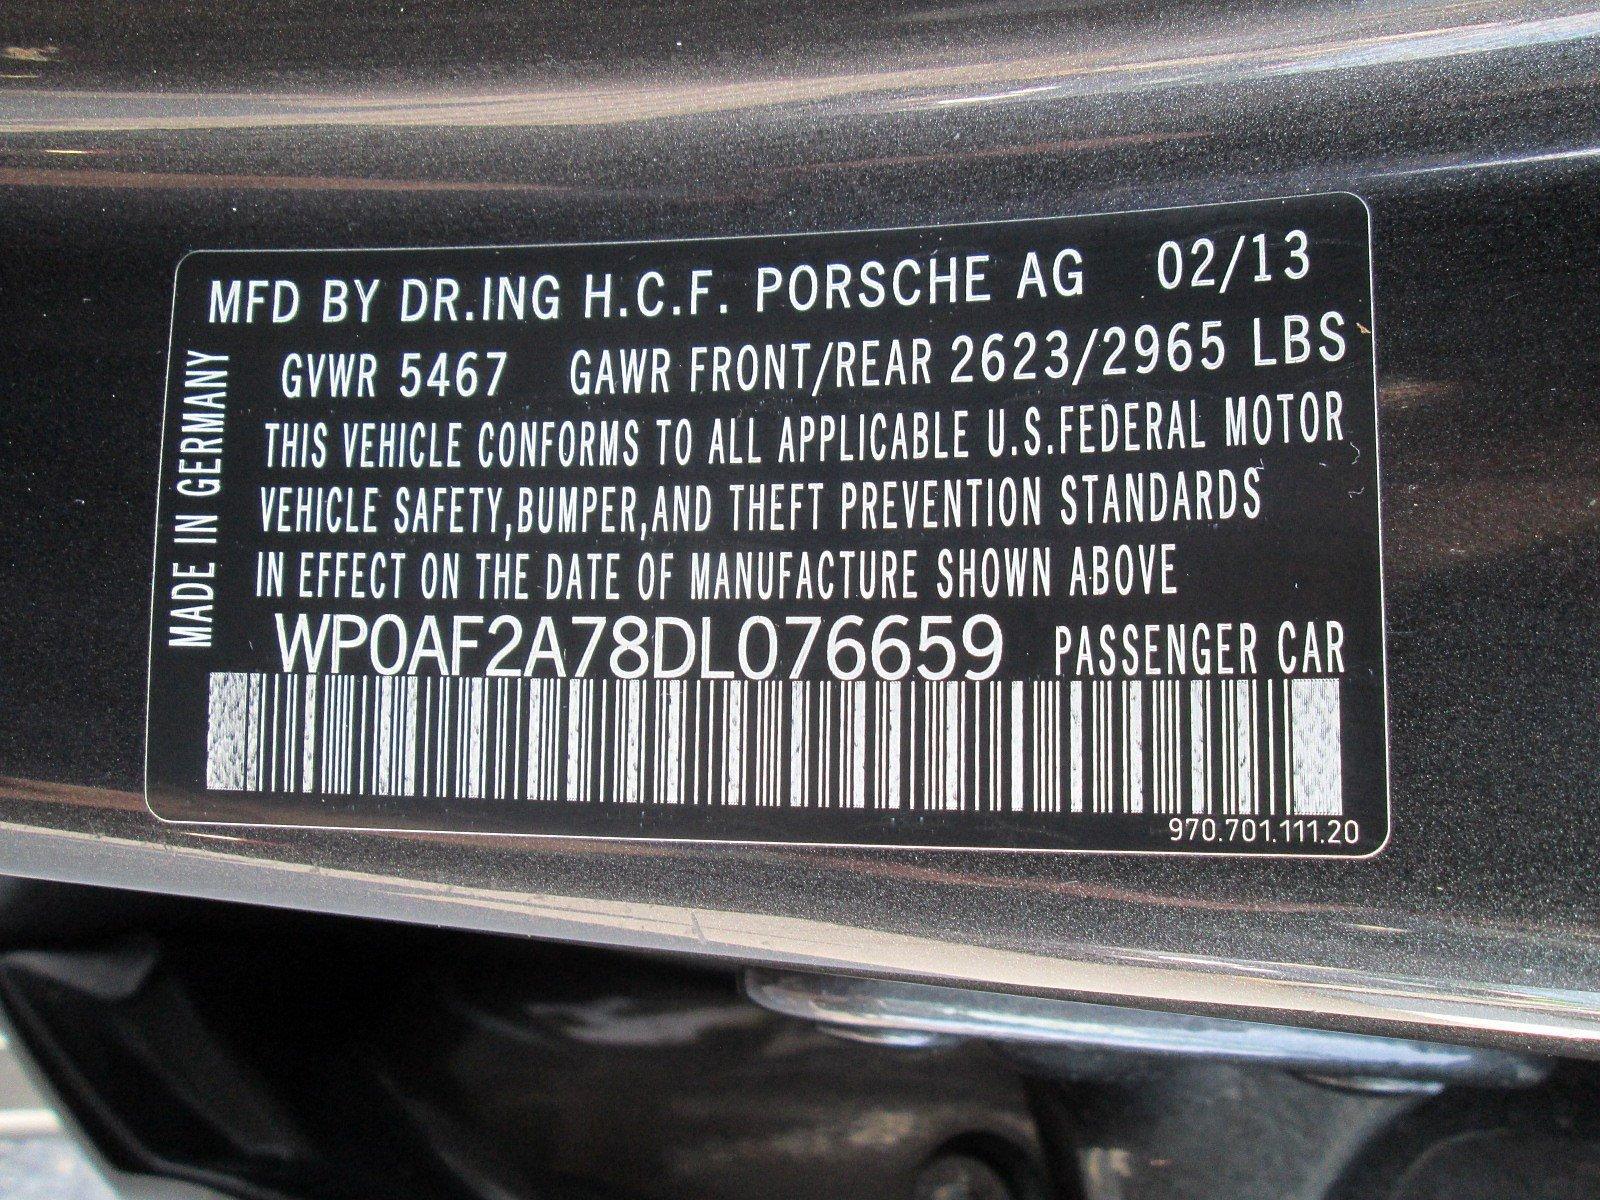 MFD BY DR.ING H.C.F. PORSCHE AG 02/13
GVWR 5467 GAWR FRONT/REAR 2623/2965 LBS
THIS VEHICLE CONFORMS TO ALL APPLICABLE U.S.FEDERAL MOTOR
VEHICLE SAFETY,BUMPER,AND THEFT PREVENTION STANDARDS
IN EFFECT ON THE DATE OF MANUFACTURE SHOWN ABOVE
WP0AF2A78DL076659 PASSENGER CAR
970.701.111.20
MADE IN GERMANY